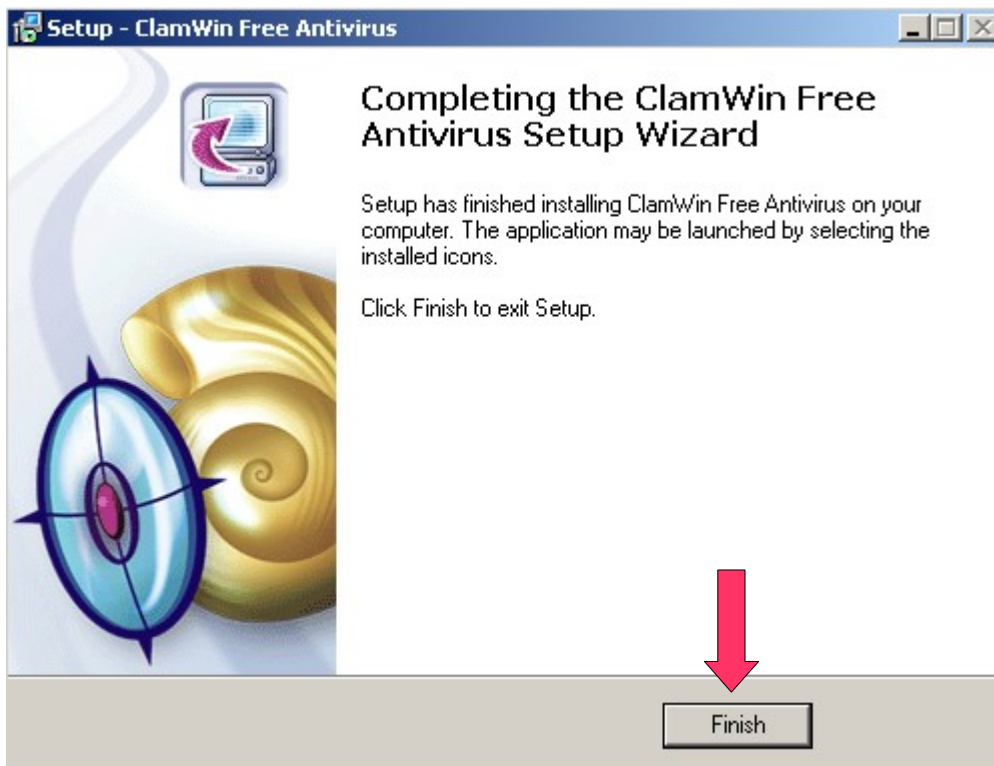 Setup - ClamWin Free Antivirus
Completing the ClamWin Free
Antivirus Setup Wizard
Setup has finished installing ClamWin Free Antivirus on your
computer. The application may be launched by selecting the
installed icons.
Click Finish to exit Setup.
Finish